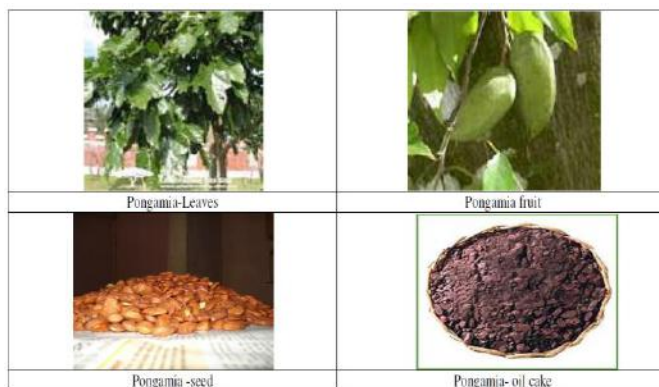 Pongamia-Leaves
Pongamia fruit
Pongamia -seed
Pongamia- oil cake